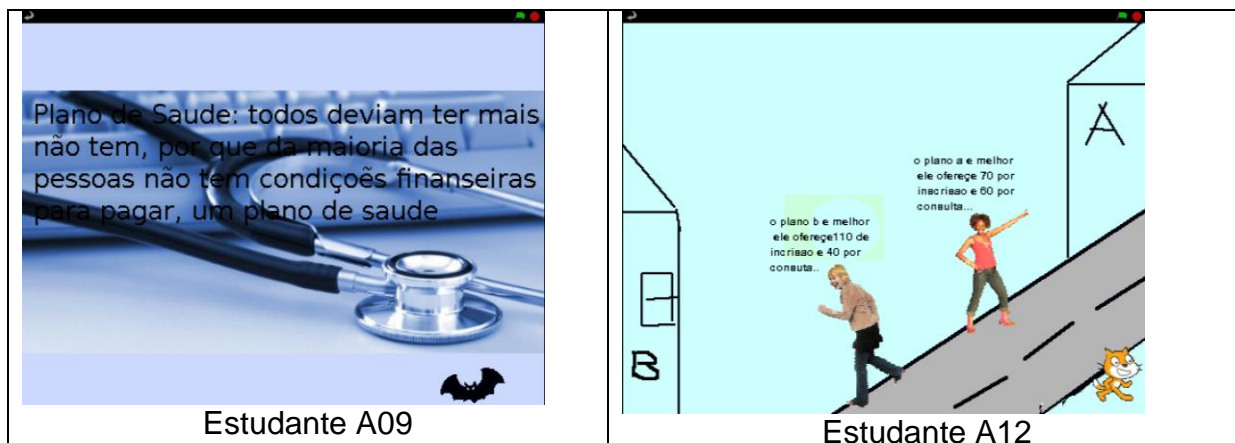 Plano de Saude: todos deviam ter mais
não tem, por que da maioria das
pessoas não tem condiçoẽs finanseiras
para pagar, um plano de saude
Estudante A09
A
o plano a e melhor
ele ofereçe 70 por
inscrisao e 60 por
consulta...
o plano b e melhor
ele ofereçe110 de
incrisao e 40 por
consuta..
B
Estudante A12